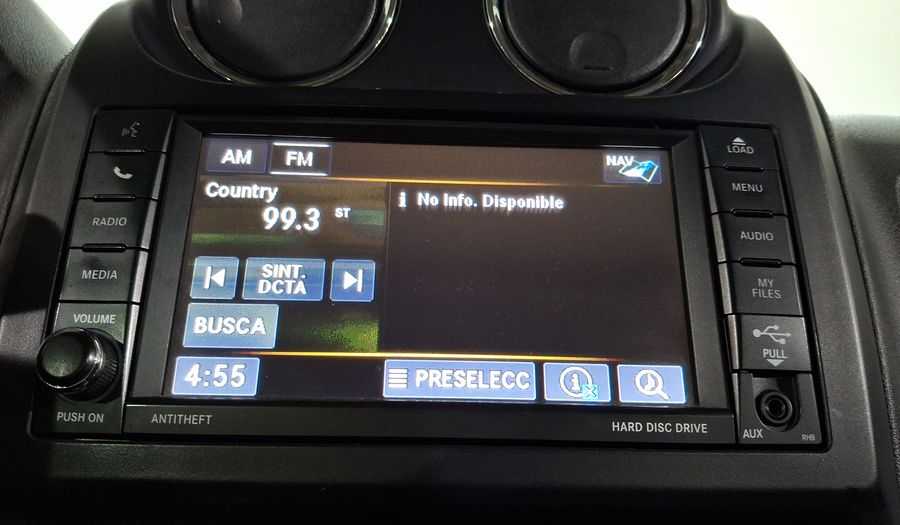 AM
FM
NAV
Country
99.3 ST
i No Info. Disponible
SINT.
DCTA
BUSCA
4:55
PRESELECC
i
RADIO
MEDIA
VOLUME
PUSH ON
LOAD
MENU
AUDIO
MY
FILES
PULL
AUX
RHB
ANTITHEFT
HARD DISC DRIVE